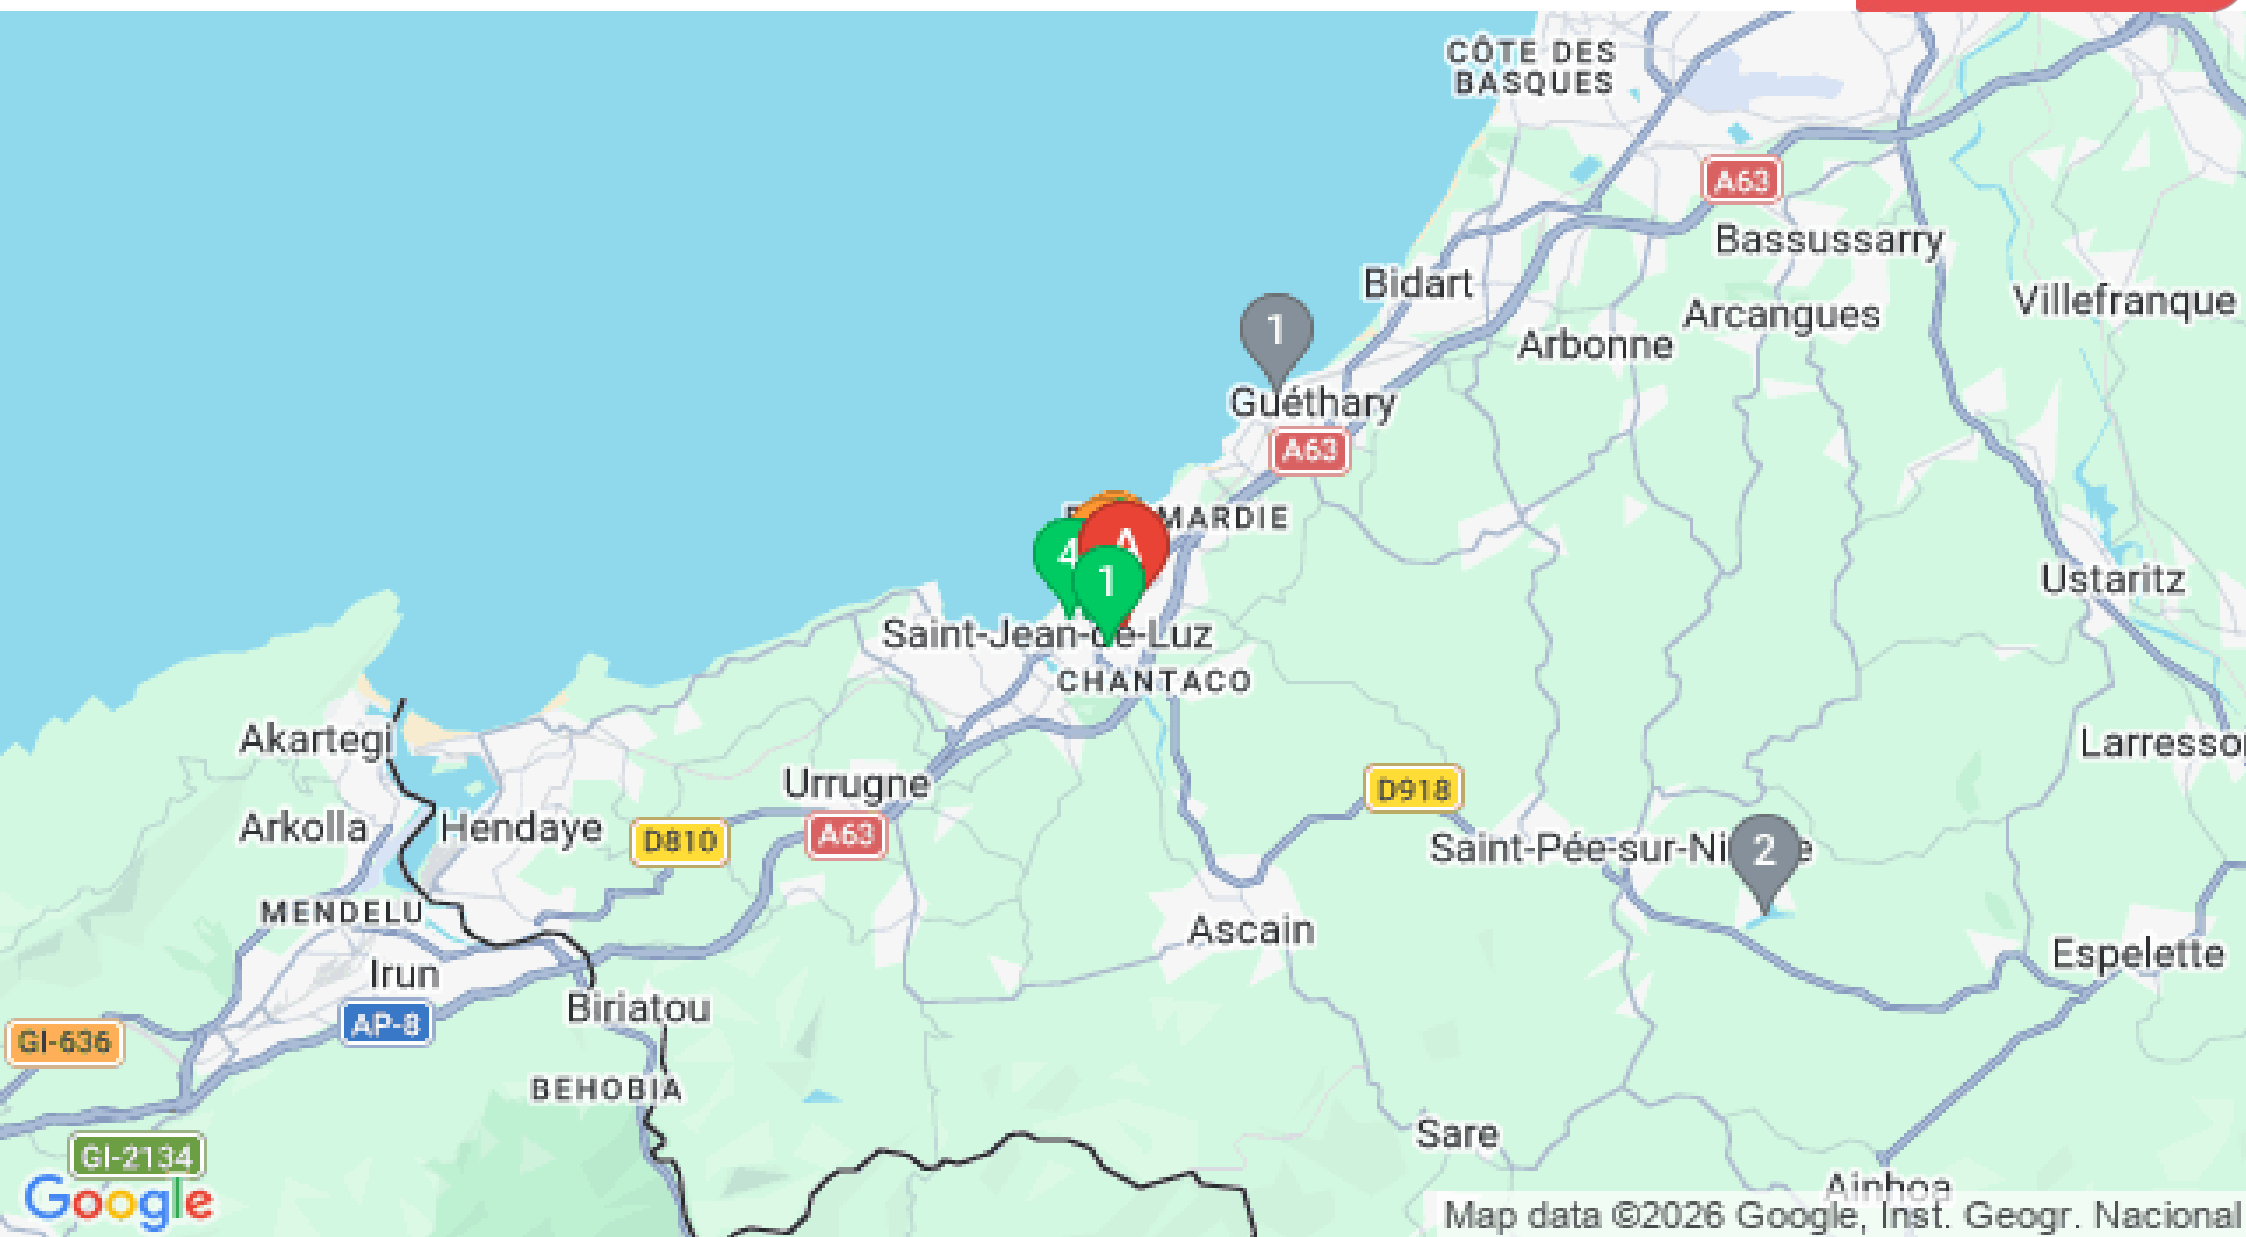 CÔTE DES
BASQUES
A63
Bassussarry
Bidart
Villefranque
Arcangues
1
Arbonne
Guéthary
A63
MARDIE
4
A
1
Ustaritz
Saint-Jean-de-Luz
CHANTACO
Akartegi
Larresso
Urrugne
D918
Arkolla
Hendaye
D810
A63
Saint-Pée-sur-Ni
2
MENDELU
Ascain
Espelette
Irun
Biriatou
AP-8
GI-636
BEHOBIA
Sare
GI-2134
Ainhoa
Google
Map data ©2026 Google, Inst. Geogr. Nacional